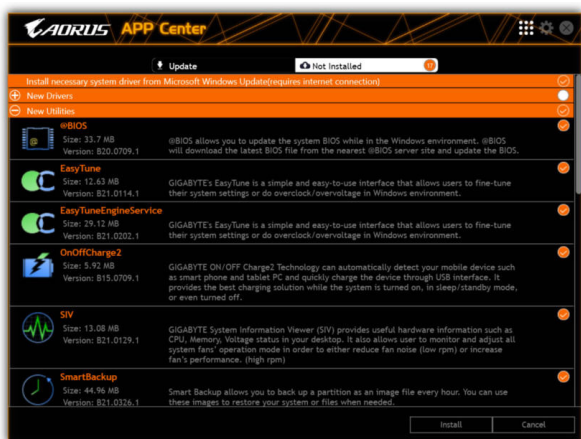 AORUS APP Center
Update
Not Installed 17
Install necessary system driver from Microsoft Windows Update(requires internet connection)
New Drivers
New Utilities
@BIOS
Size: 33.7 MB
Version: B20.0709.1
@BIOS allows you to update the system BIOS while in the Windows environment. @BIOS
will download the latest BIOS file from the nearest @BIOS server site and update the BIOS.
EasyTune
Size: 12.63 MB
Version: B21.0114.1
GIGABYTE's EasyTune is a simple and easy-to-use interface that allows users to fine-tune
their system settings or do overclock/overvoltage in Windows environment.
EasyTuneEngineService
Size: 29.12 MB
Version: B21.0202.1
GIGABYTE's EasyTune is a simple and easy-to-use interface that allows users to fine-tune
their system settings or do overclock/overvoltage in Windows environment.
OnOffCharge2
Size: 5.92 MB
Version: B15.0709.1
GIGABYTE ON/OFF Charge2 Technology can automatically detect your mobile device such
as smart phone and tablet PC and quickly charge the device through USB interface. It
provides the best charging solution while the system is turned on, in sleep/standby mode,
or even turned off.
SIV
Size: 13.08 MB
Version: B21.0129.1
GIGABYTE System Information Viewer (SIV) provides useful hardware information such as
CPU, Memory, Voltage status in your desktop. It also allows user to monitor and adjust all
system fans' operation mode in order to either reduce fan noise (low rpm) or increase
fan's performance. (high rpm)
SmartBackup
Size: 44.96 MB
Version: B21.0326.1
Smart Backup allows you to back up a partition as an image file every hour. You can use
these images to restore your system or files when needed.
Install
Cancel